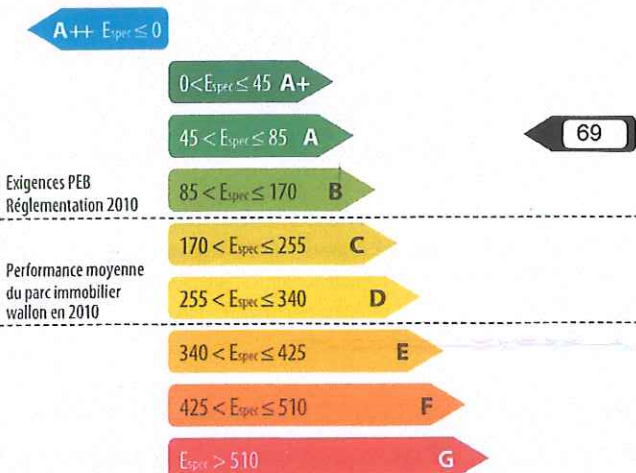 A++ Espec ≤ 0
0 < Espec ≤ 45 A+
45 < Espec ≤ 85 A
69
Exigences PEB
Réglementation 2010
85 < Espec ≤ 170 B
170 < Espec ≤ 255 C
Performance moyenne
du parc immobilier
wallon en 2010
255 < Espec ≤ 340 D
340 < Espec ≤ 425 E
425 < Espec ≤ 510 F
Espec > 510 G